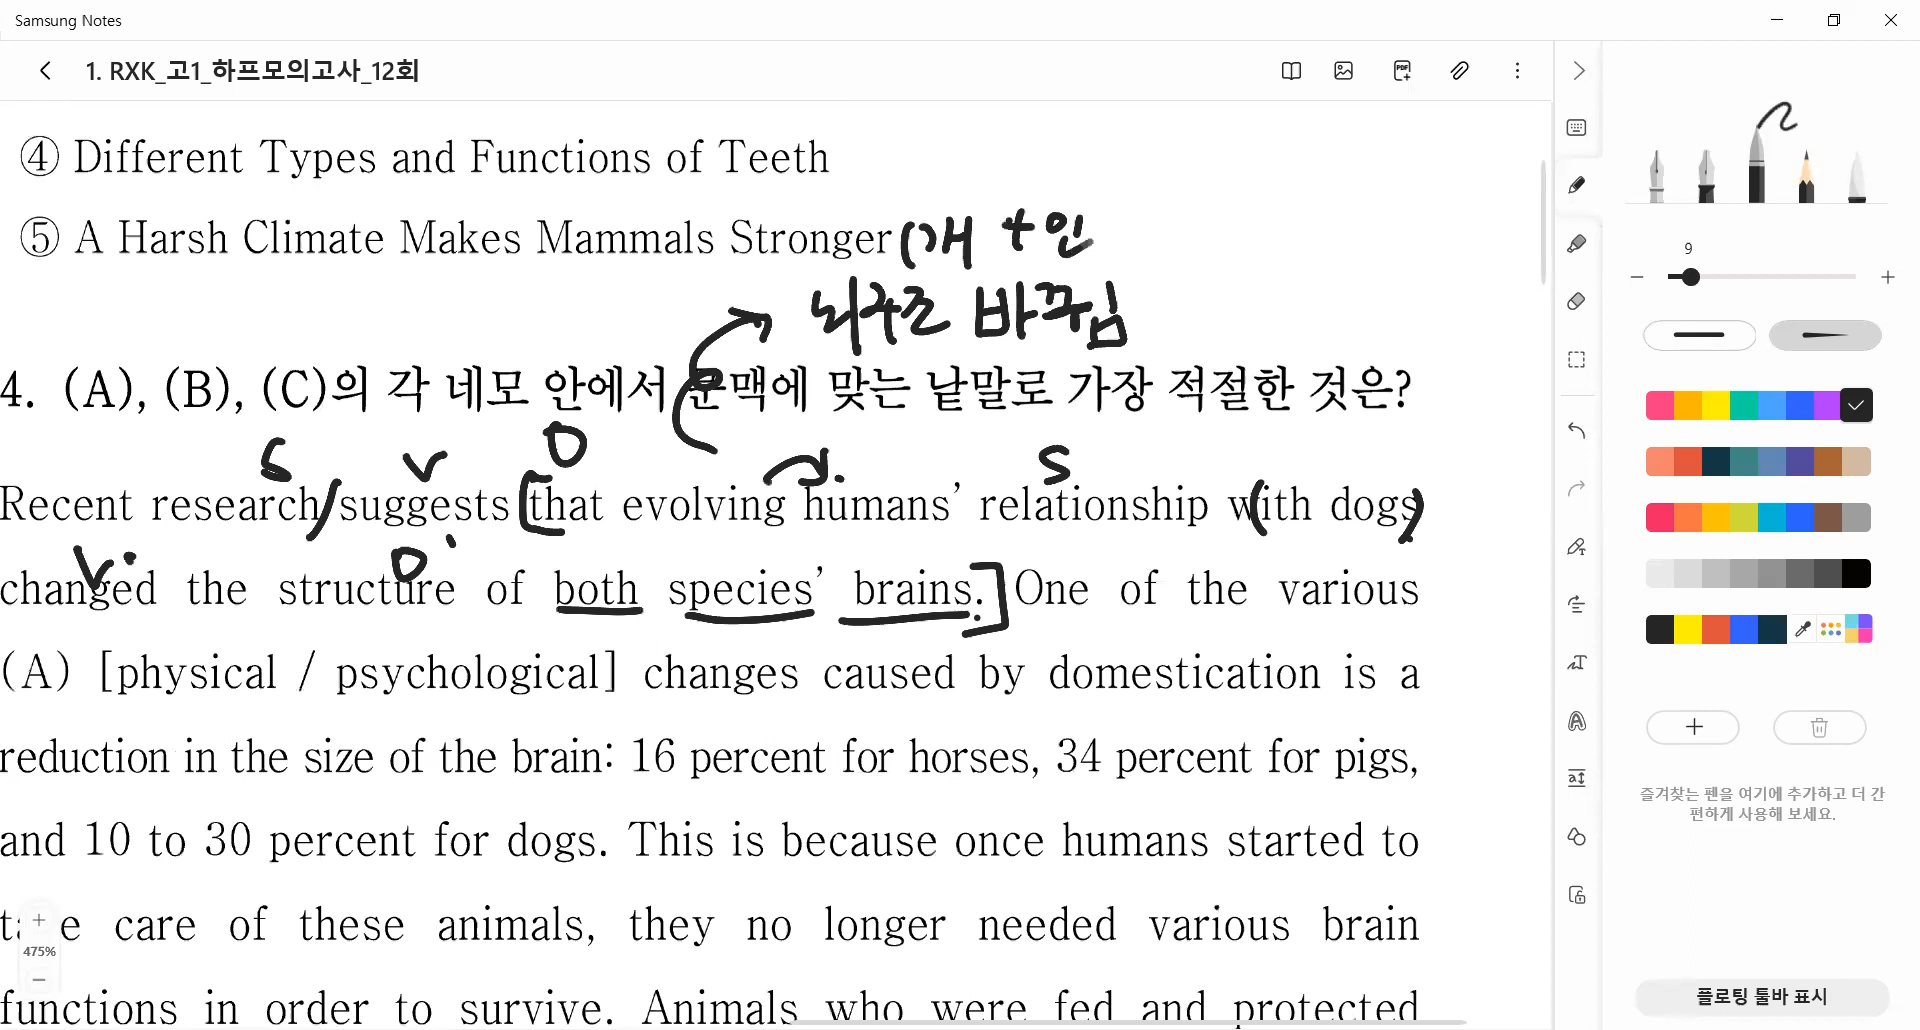 Samsung Notes
1. RXK_고1_하프모의고사_12회
④ Different Types and Functions of Teeth
⑤ A Harsh Climate Makes Mammals Stronger (개 + 인
뇌구조 바꾸임
4. (A), (B), (C)의 각 네모 안에서 문맥에 맞는 낱말로 가장 적절한 것은?
S V O S
Recent research/suggests [that evolving humans’ relationship (with dogs)
V' O'
changed the structure of both species’ brains.] One of the various
(A) [physical / psychological] changes caused by domestication is a
reduction in the size of the brain: 16 percent for horses, 34 percent for pigs,
and 10 to 30 percent for dogs. This is because once humans started to
take care of these animals, they no longer needed various brain
functions in order to survive. Animals who were fed and protected
475%
9
즐겨찾는 펜을 여기에 추가하고 더 간
편하게 사용해 보세요.
플로팅 툴바 표시